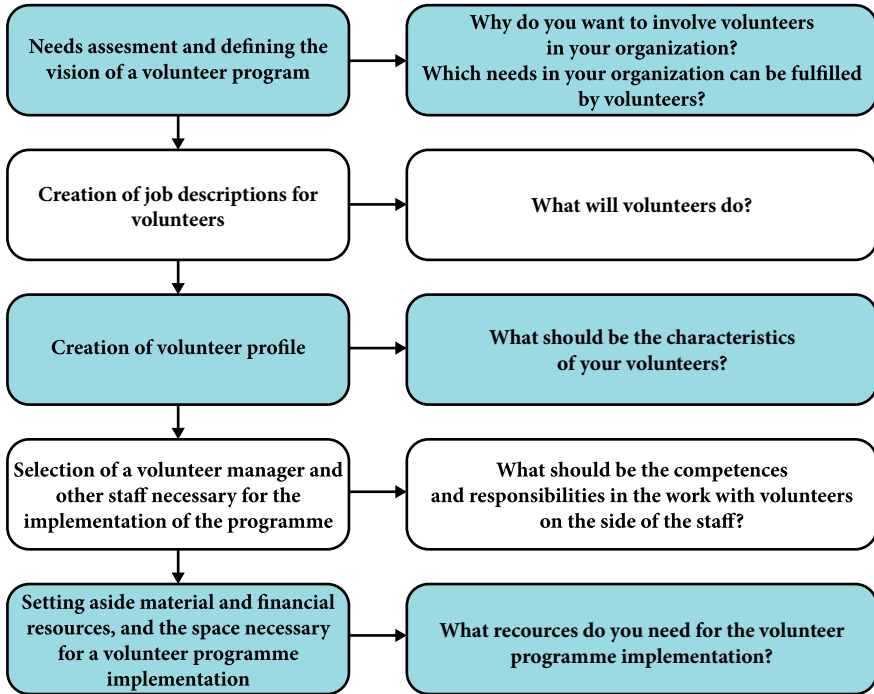 Needs assesment and defining the
vision of a volunteer program
Why do you want to involve volunteers
in your organization?
Which needs in your organization can be fulfilled
by volunteers?
Creation of job descriptions for
volunteers
What will volunteers do?
Creation of volunteer profile
What should be the characteristics
of your volunteers?
Selection of a volunteer manager and
other staff necessary for the
implementation of the programme
What should be the competences
and responsibilities in the work with volunteers
on the side of the staff?
Setting aside material and financial
resources, and the space necessary
for a volunteer programme
implementation
What recources do you need for the volunteer
programme implementation?